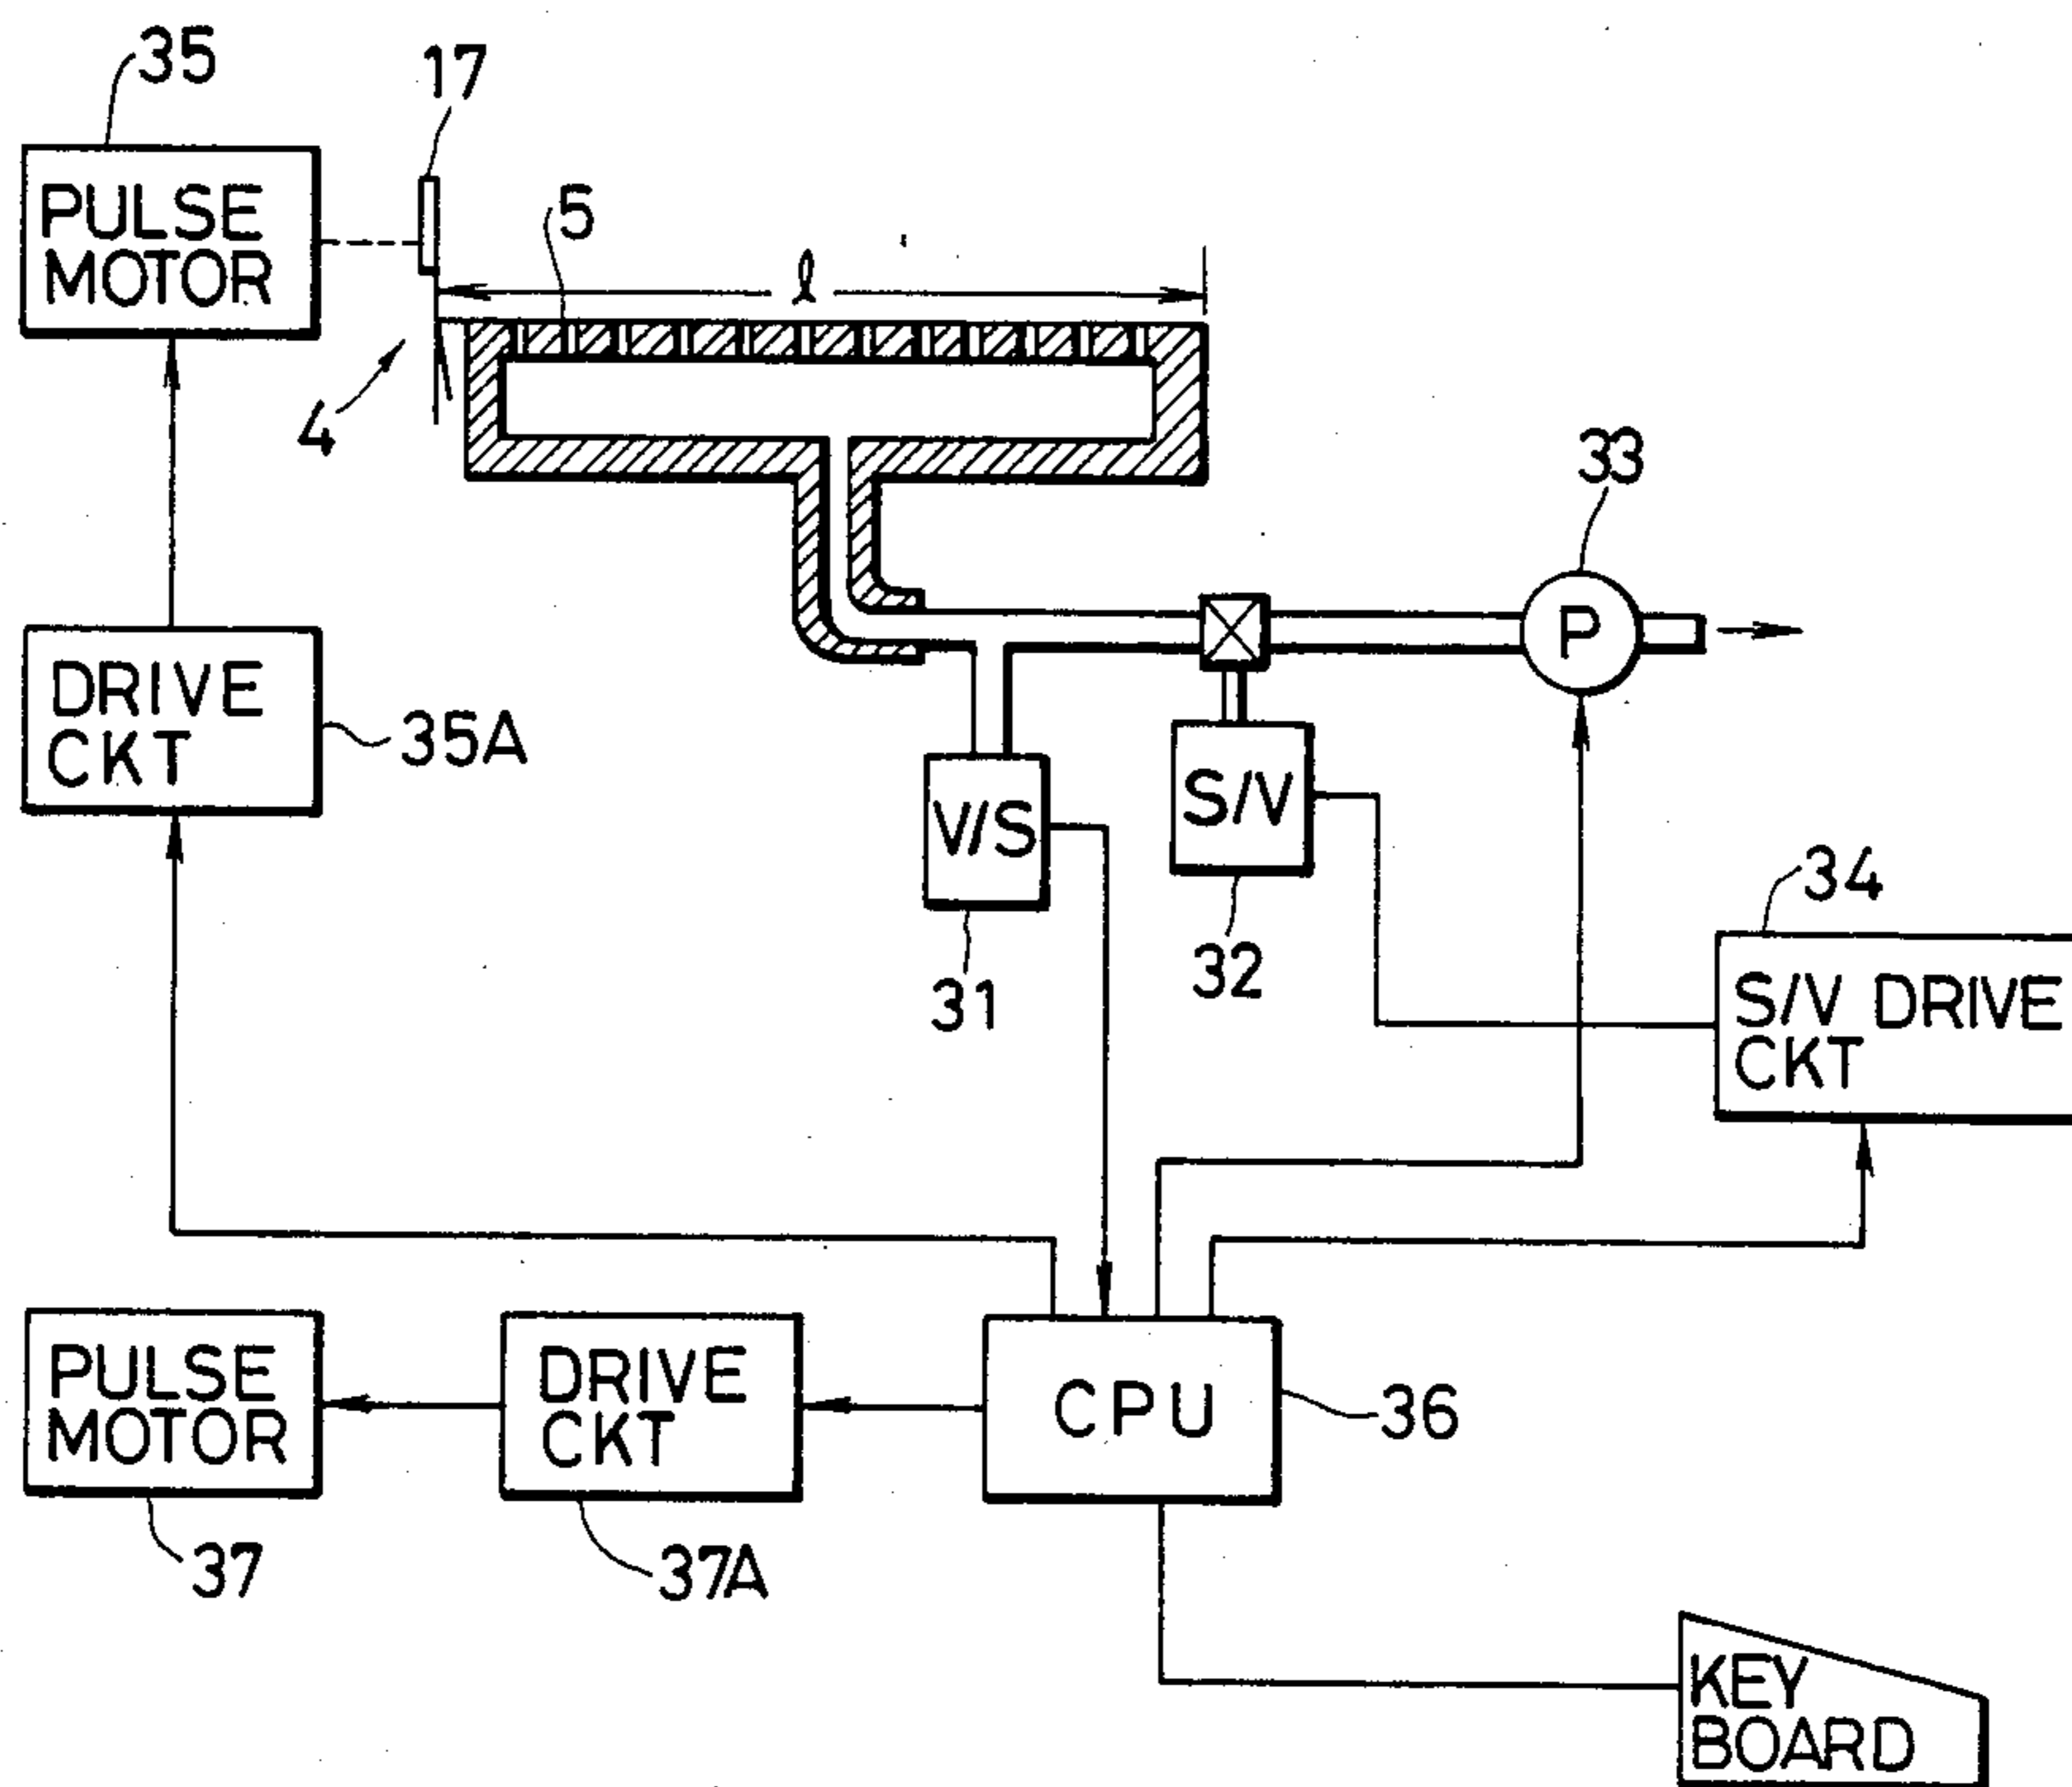 35
17
PULSE
MOTOR
5
ℓ
4
33
P
DRIVE
CKT
35A
V/S
S/V
31
32
34
S/V DRIVE
CKT
PULSE
MOTOR
DRIVE
CKT
CPU
36
37
37A
KEY
BOARD